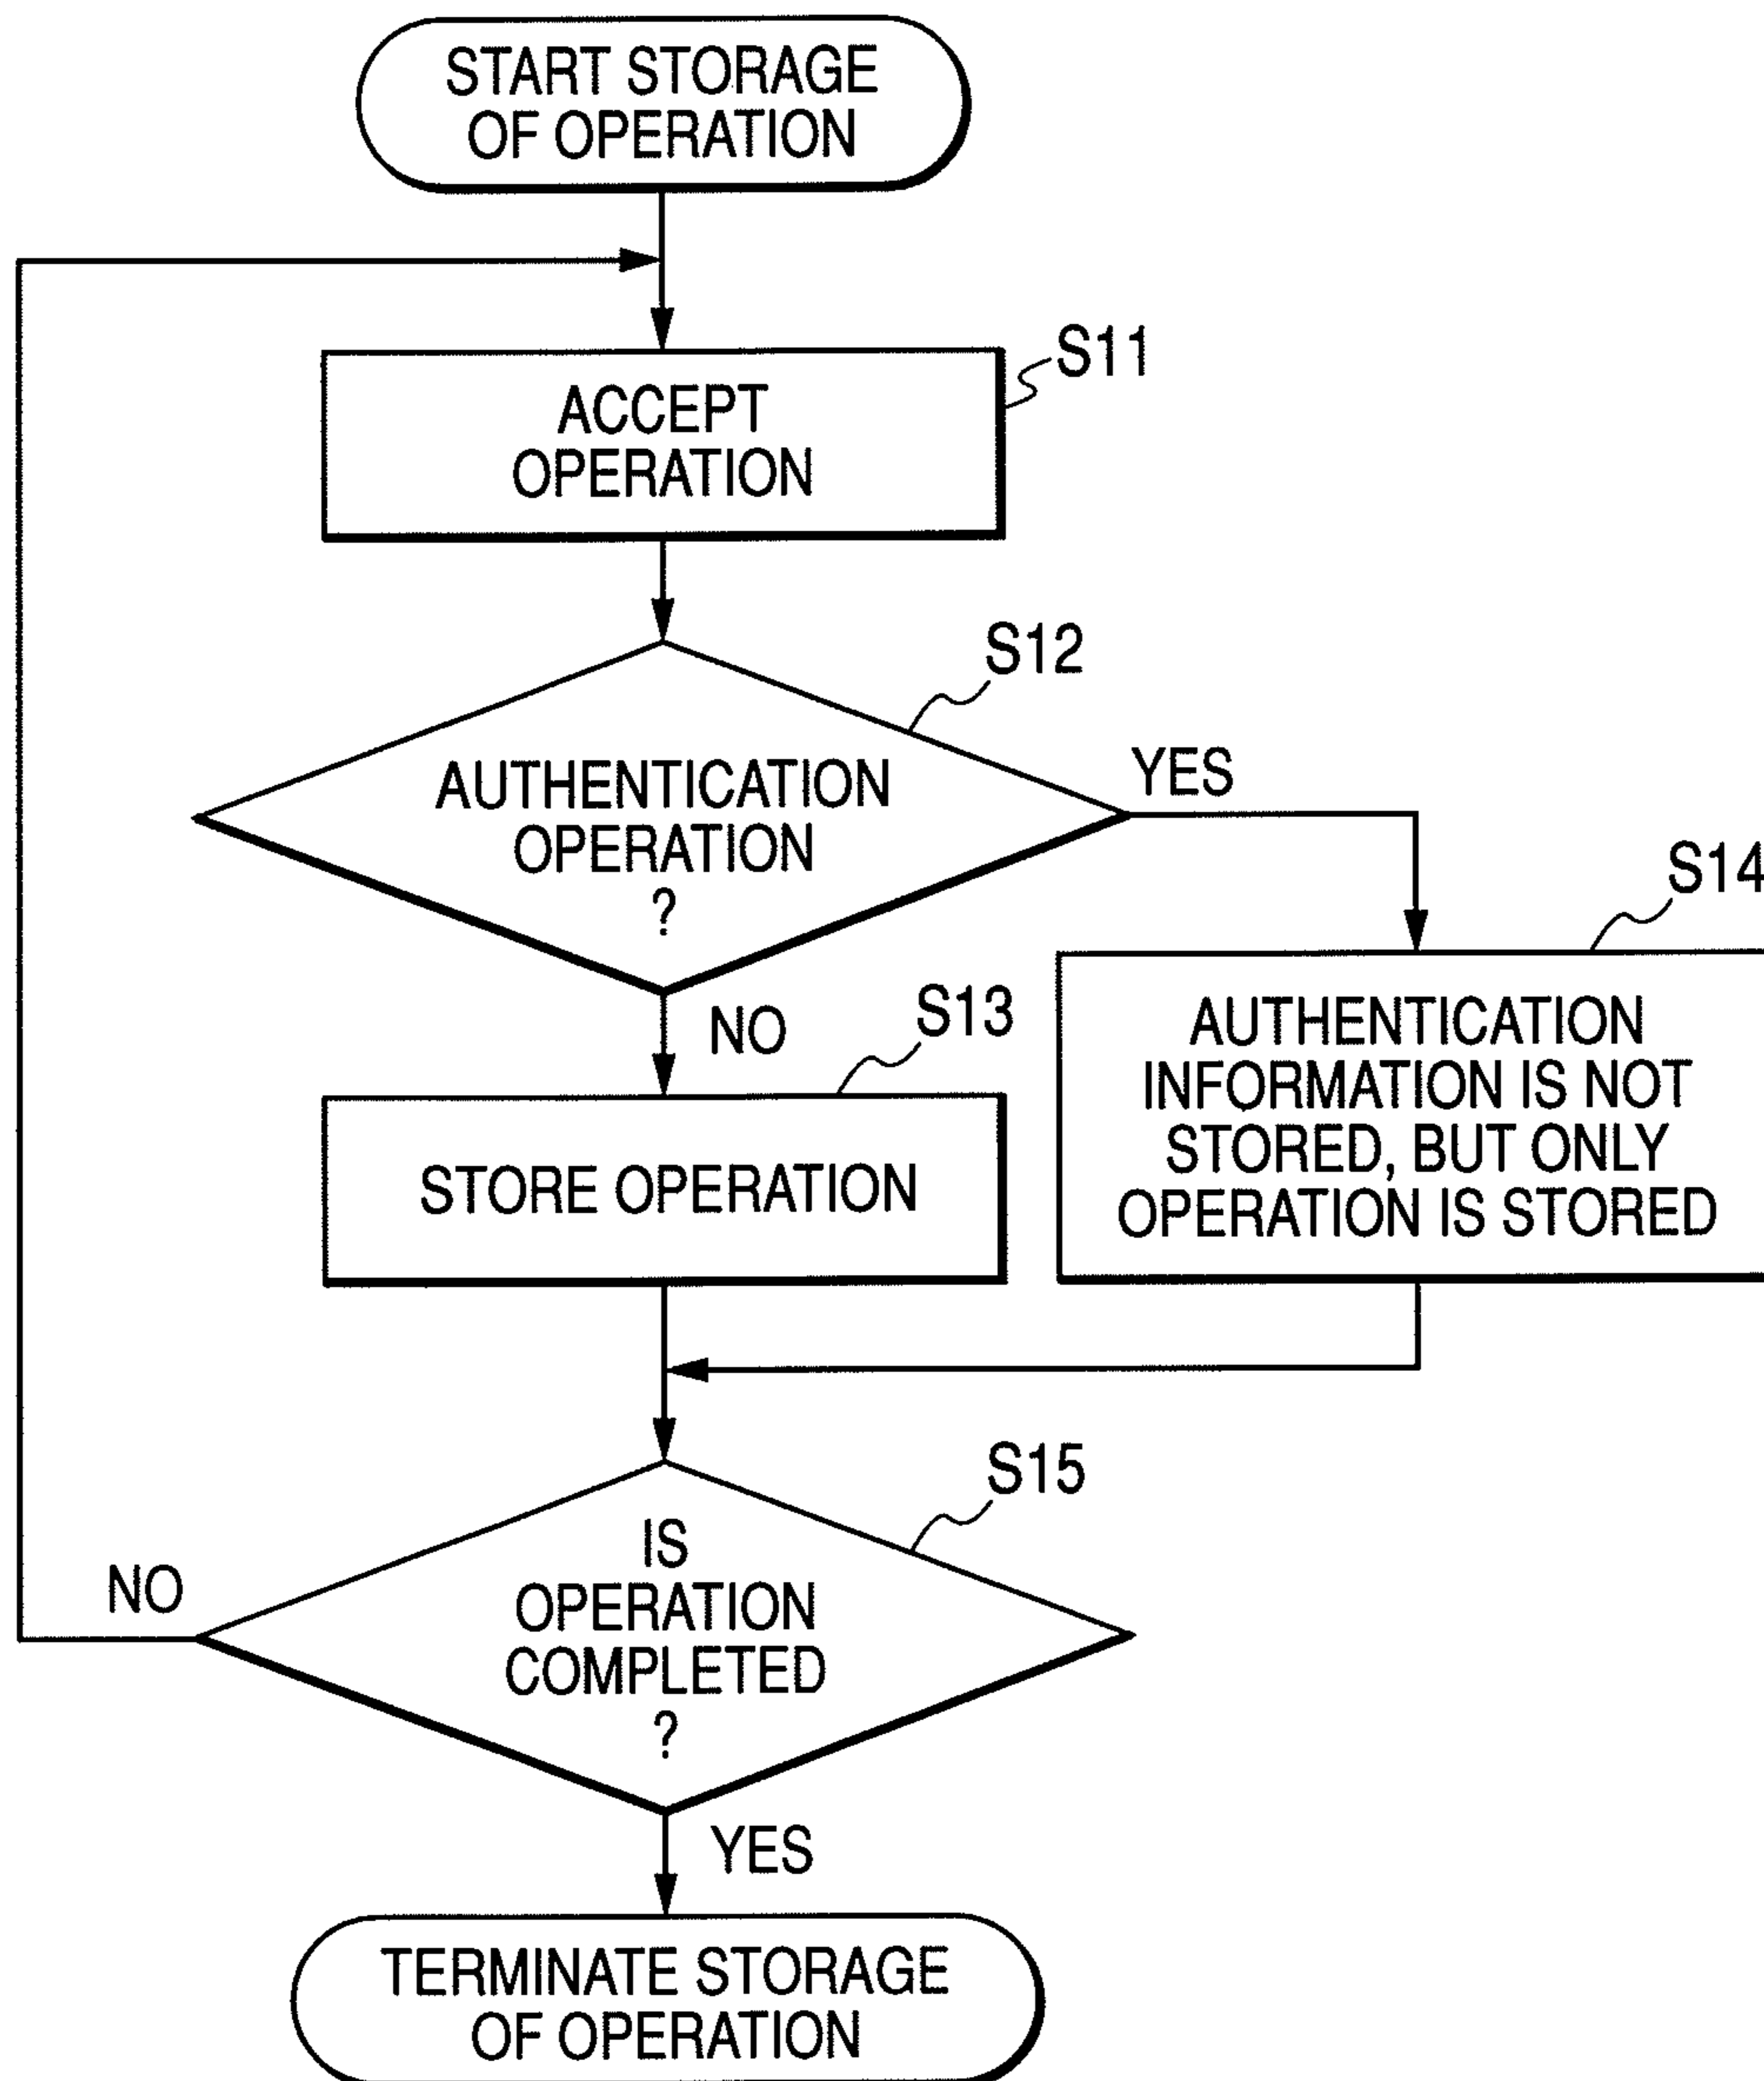 START STORAGE
OF OPERATION
S11
ACCEPT
OPERATION
S12
AUTHENTICATION
OPERATION
?
YES
S14
AUTHENTICATION
INFORMATION IS NOT
STORED, BUT ONLY
OPERATION IS STORED
NO
S13
STORE OPERATION
S15
IS
OPERATION
COMPLETED
?
NO
YES
TERMINATE STORAGE
OF OPERATION